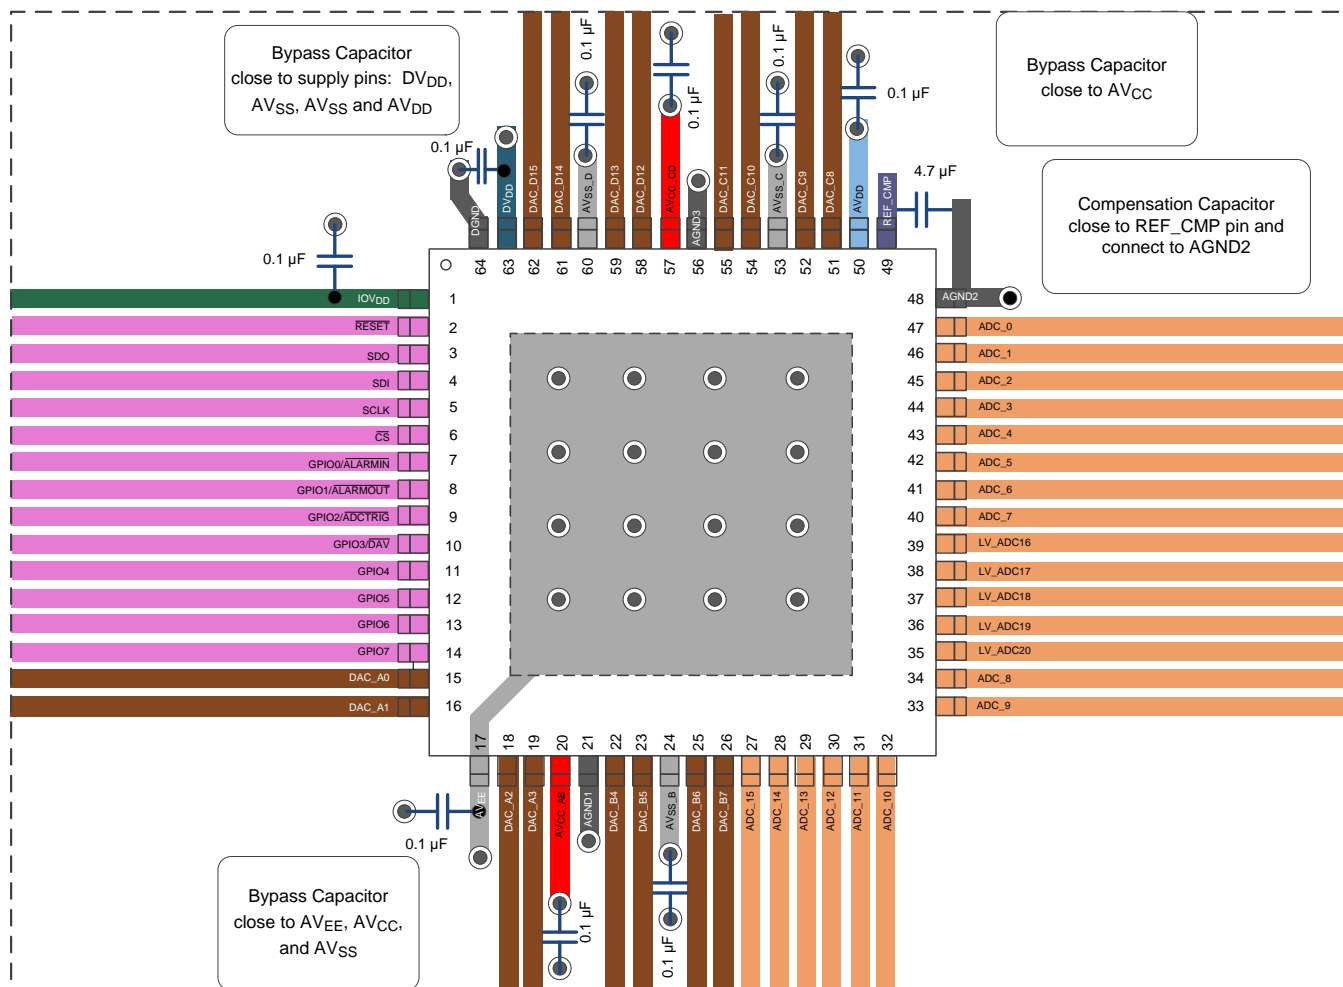 Bypass Capacitor
close to supply pins: DVDD,
AVSS, AVSS and AVDD
Bypass Capacitor
close to AVCC
Compensation Capacitor
close to REF_CMP pin and
connect to AGND2
0.1 µF
0.1 µF
0.1 µF
0.1 µF
0.1 µF
0.1 µF
4.7 µF
DGND
DVDD
DAC_D15
DAC_D14
AVSS_D
DAC_D13
DAC_D12
AVCC_CD
AGND3
DAC_C11
DAC_C10
AVSS_C
DAC_C9
DAC_C8
AVDD
REF_CMP
64
63
62
61
60
59
58
57
56
55
54
53
52
51
50
49
IOVDD 1
RESET 2
SDO 3
SDI 4
SCLK 5
CS 6
GPIO0/ALARMIN 7
GPIO1/ALARMOUT 8
GPIO2/ADCTRIG 9
GPIO3/DAV 10
GPIO4 11
GPIO5 12
GPIO6 13
GPIO7 14
DAC_A0 15
DAC_A1 16
48 AGND2
47 ADC_0
46 ADC_1
45 ADC_2
44 ADC_3
43 ADC_4
42 ADC_5
41 ADC_6
40 ADC_7
39 LV_ADC16
38 LV_ADC17
37 LV_ADC18
36 LV_ADC19
35 LV_ADC20
34 ADC_8
33 ADC_9
17
18
19
20
21
22
23
24
25
26
27
28
29
30
31
32
AVEE
DAC_A2
DAC_A3
AVCC_AB
AGND1
DAC_B4
DAC_B5
AVSS_B
DAC_B6
DAC_B7
ADC_15
ADC_14
ADC_13
ADC_12
ADC_11
ADC_10
0.1 µF
0.1 µF
0.1 µF
Bypass Capacitor
close to AVEE, AVCC,
and AVSS